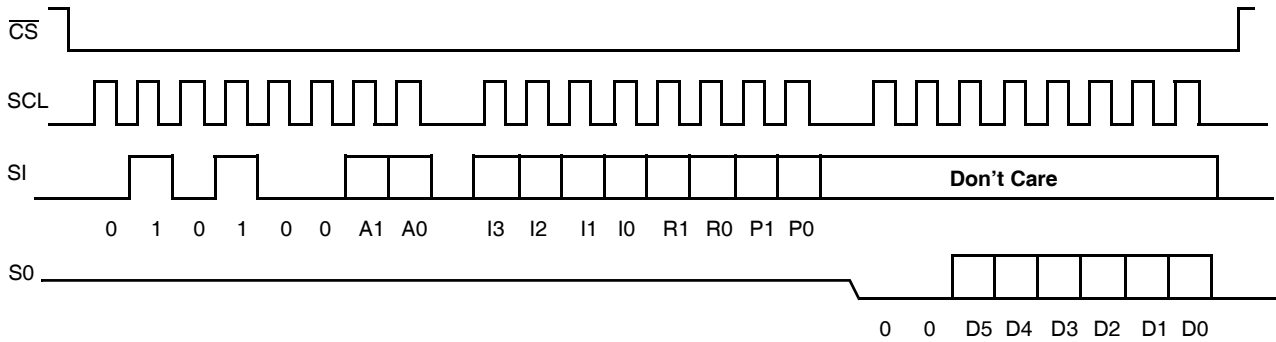 CS
SCL
SI
Don't Care
0 1 0 1 0 0 A1 A0 I3 I2 I1 I0 R1 R0 P1 P0
S0
0 0 D5 D4 D3 D2 D1 D0